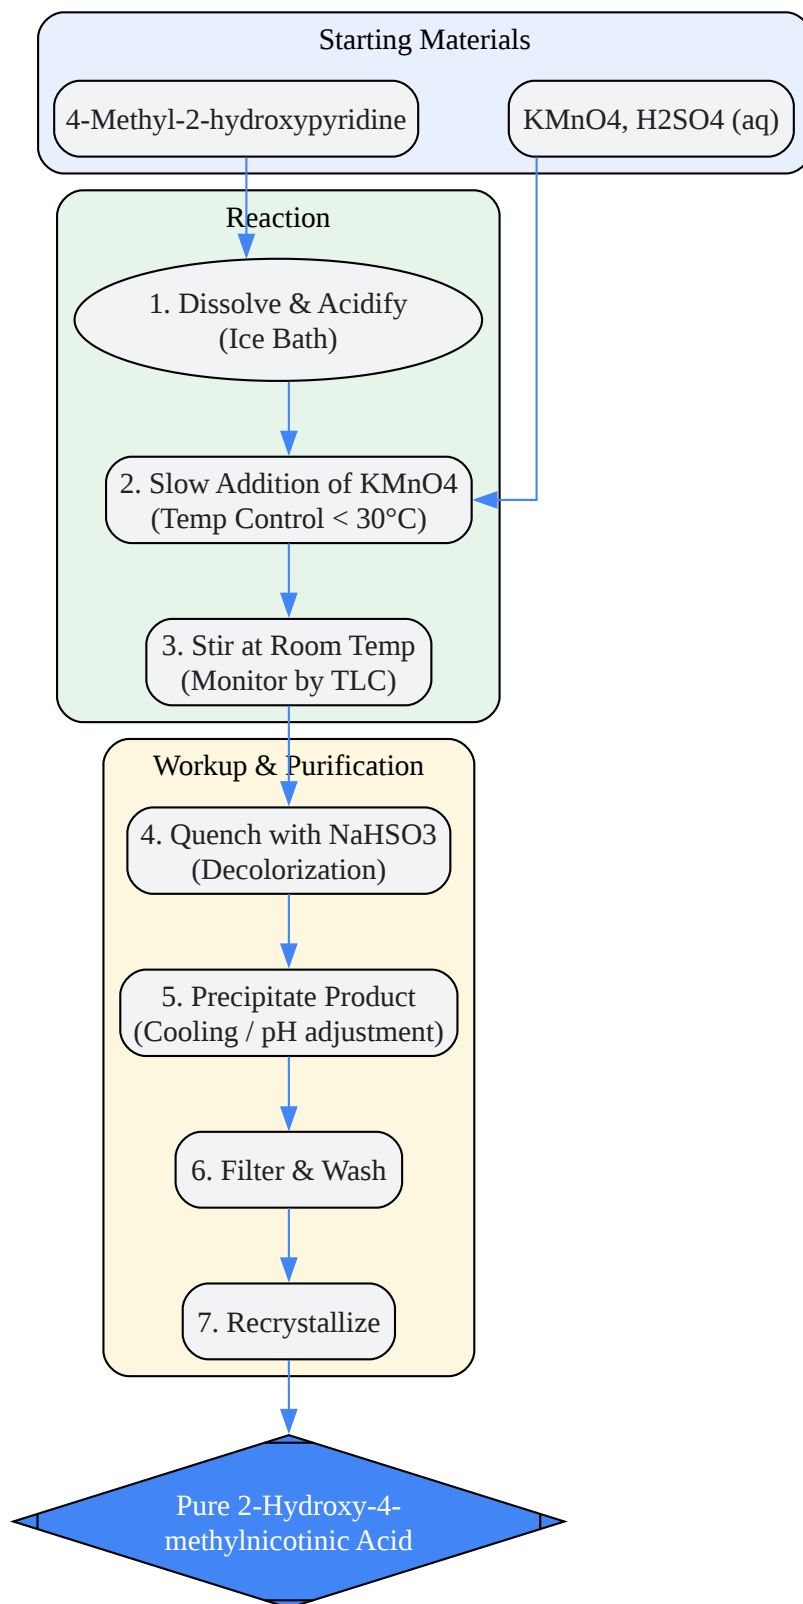 Starting Materials
4-Methyl-2-hydroxypyridine
KMnO4, H2SO4 (aq)
Reaction
1. Dissolve & Acidify
(Ice Bath)
2. Slow Addition of KMnO4
(Temp Control < 30°C)
3. Stir at Room Temp
(Monitor by TLC)
Workup & Purification
4. Quench with NaHSO3
(Decolorization)
5. Precipitate Product
(Cooling / pH adjustment)
6. Filter & Wash
7. Recrystallize
Pure 2-Hydroxy-4-
methylnicotinic Acid